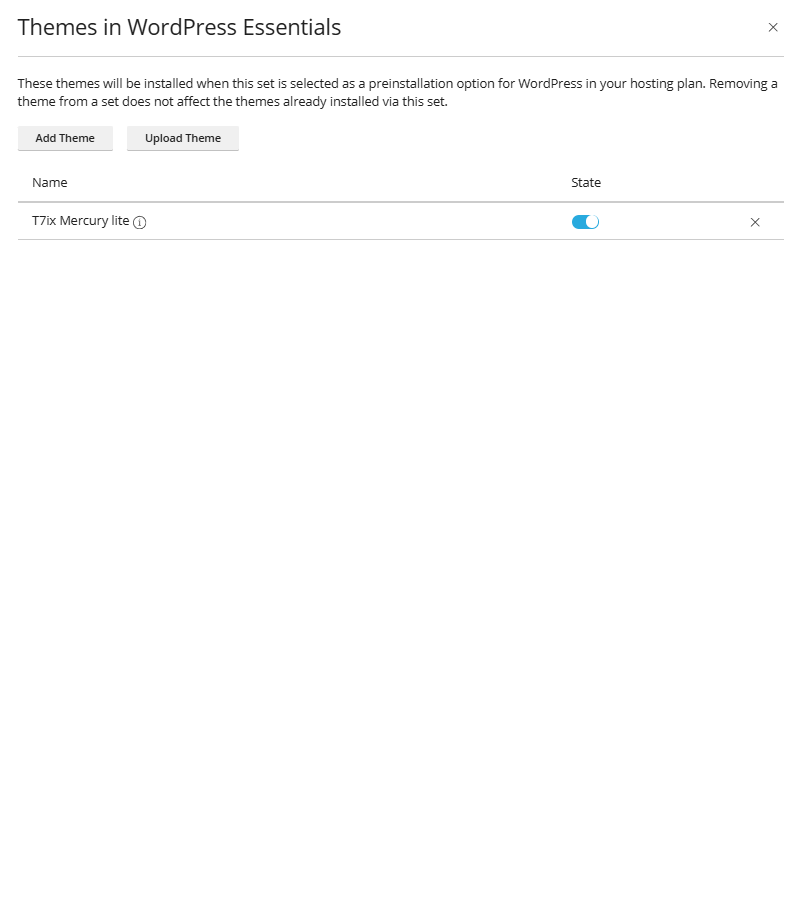 Themes in WordPress Essentials
These themes will be installed when this set is selected as a preinstallation option for WordPress in your hosting plan. Removing a
theme from a set does not affect the themes already installed via this set.
Add Theme Upload Theme
Name State
T7ix Mercury lite